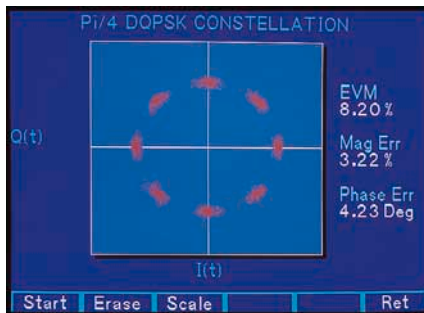 Pi/4 DQPSK CONSTELLATION
EVM
8.20 %
Q(t)
Mag Err
3.22 %
Phase Err
4.23 Deg
I(t)
Start Erase Scale Ret